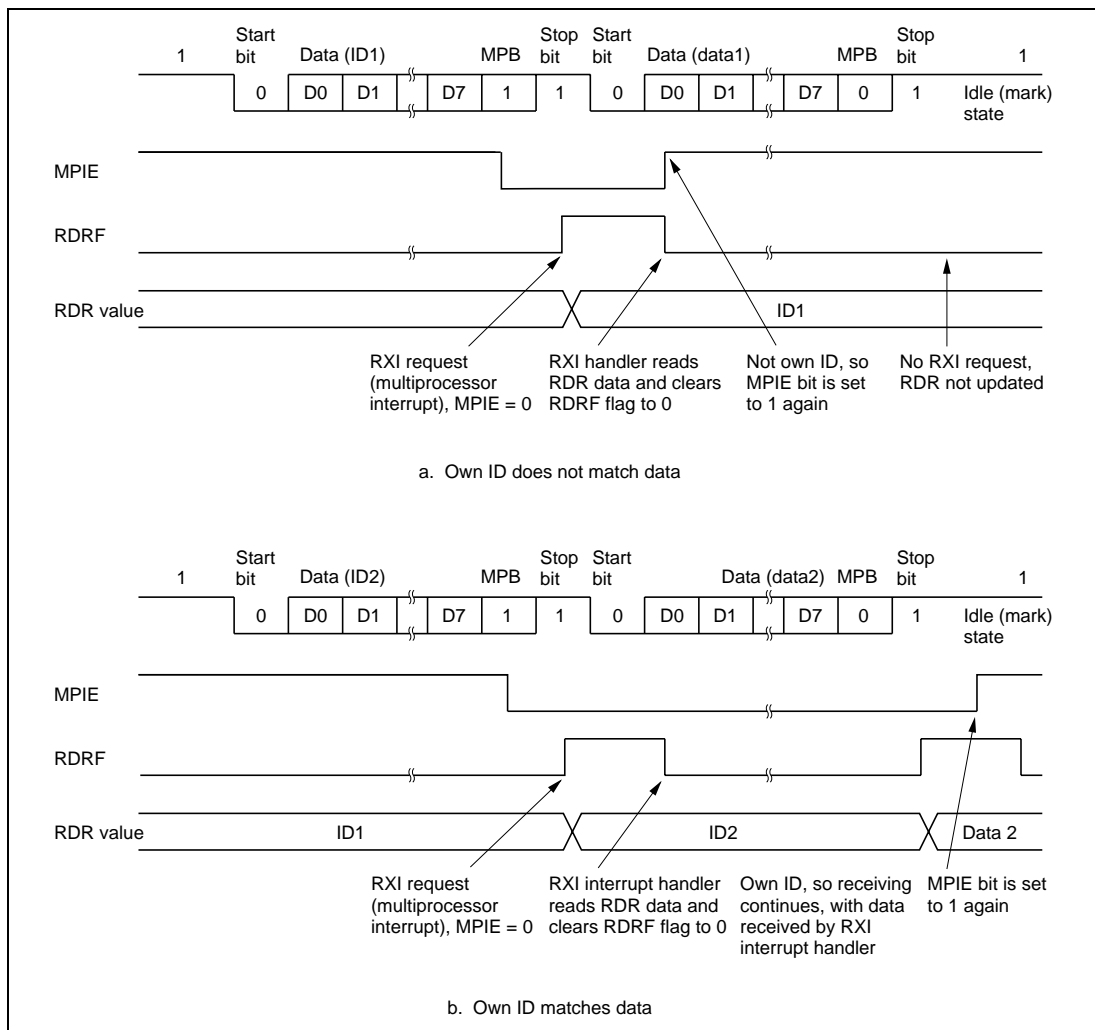 Start bit Data (ID1) MPB Stop bit Start bit Data (data1) MPB Stop bit
1 1
0 D0 D1 D7 1 1 0 D0 D1 D7 0 1 Idle (mark) state
MPIE
RDRF
RDR value ID1
RXI request
(multiprocessor
interrupt), MPIE = 0
RXI handler reads
RDR data and clears
RDRF flag to 0
Not own ID, so
MPIE bit is set
to 1 again
No RXI request,
RDR not updated
a. Own ID does not match data
Start bit Data (ID2) MPB Stop bit Start bit Data (data2) MPB Stop bit
1 1
0 D0 D1 D7 1 1 0 D0 D1 D7 0 1 Idle (mark) state
MPIE
RDRF
RDR value ID1 ID2 Data 2
RXI request
(multiprocessor
interrupt), MPIE = 0
RXI interrupt handler
reads RDR data and
clears RDRF flag to 0
Own ID, so receiving
continues, with data
received by RXI
interrupt handler
MPIE bit is set
to 1 again
b. Own ID matches data